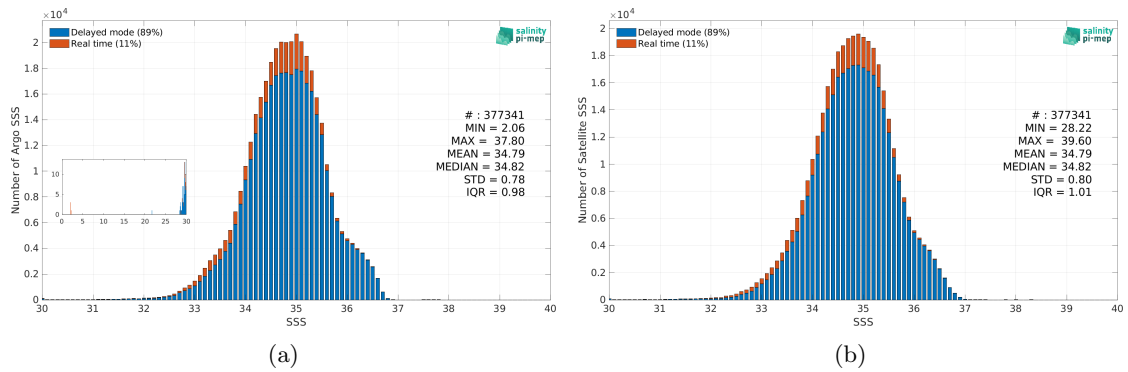 ×10⁴
Delayed mode (89%)
Real time (11%)
salinity
pi-mep
# : 377341
MIN = 2.06
MAX = 37.80
MEAN = 34.79
MEDIAN = 34.82
STD = 0.78
IQR = 0.98
Number of Argo SSS
2
1.8
1.6
1.4
1.2
1
0.8
0.6
0.4
0.2
0
10
5
0
0 5 10 15 20 25 30
30 31 32 33 34 35 36 37 38 39 40
SSS
(a)
×10⁴
Delayed mode (89%)
Real time (11%)
salinity
pi-mep
# : 377341
MIN = 28.22
MAX = 39.60
MEAN = 34.79
MEDIAN = 34.82
STD = 0.80
IQR = 1.01
Number of Satellite SSS
2
1.8
1.6
1.4
1.2
1
0.8
0.6
0.4
0.2
0
30 31 32 33 34 35 36 37 38 39 40
SSS
(b)